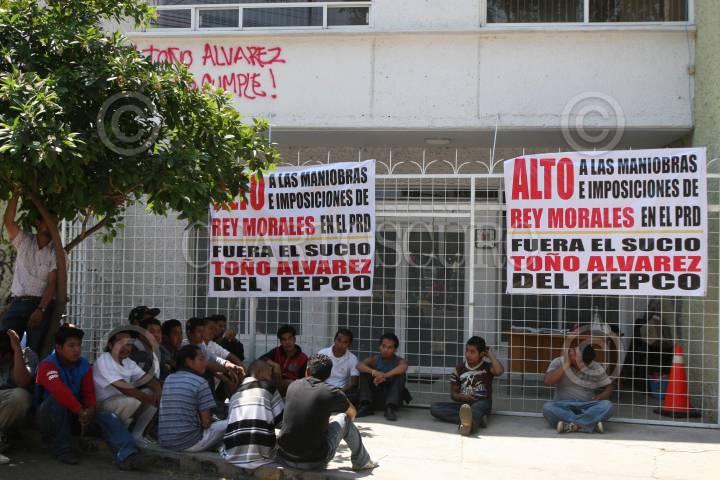 TOÑO ALVAREZ
CUMPLE!
ALTO A LAS MANIOBRAS
E IMPOSICIONES DE
REY MORALES EN EL PRD
FUERA EL SUCIO
TOÑO ALVAREZ
DEL IEEPCO
ALTO A LAS MANIOBRAS
E IMPOSICIONES DE
REY MORALES EN EL PRD
FUERA EL SUCIO
TOÑO ALVAREZ
DEL IEEPCO